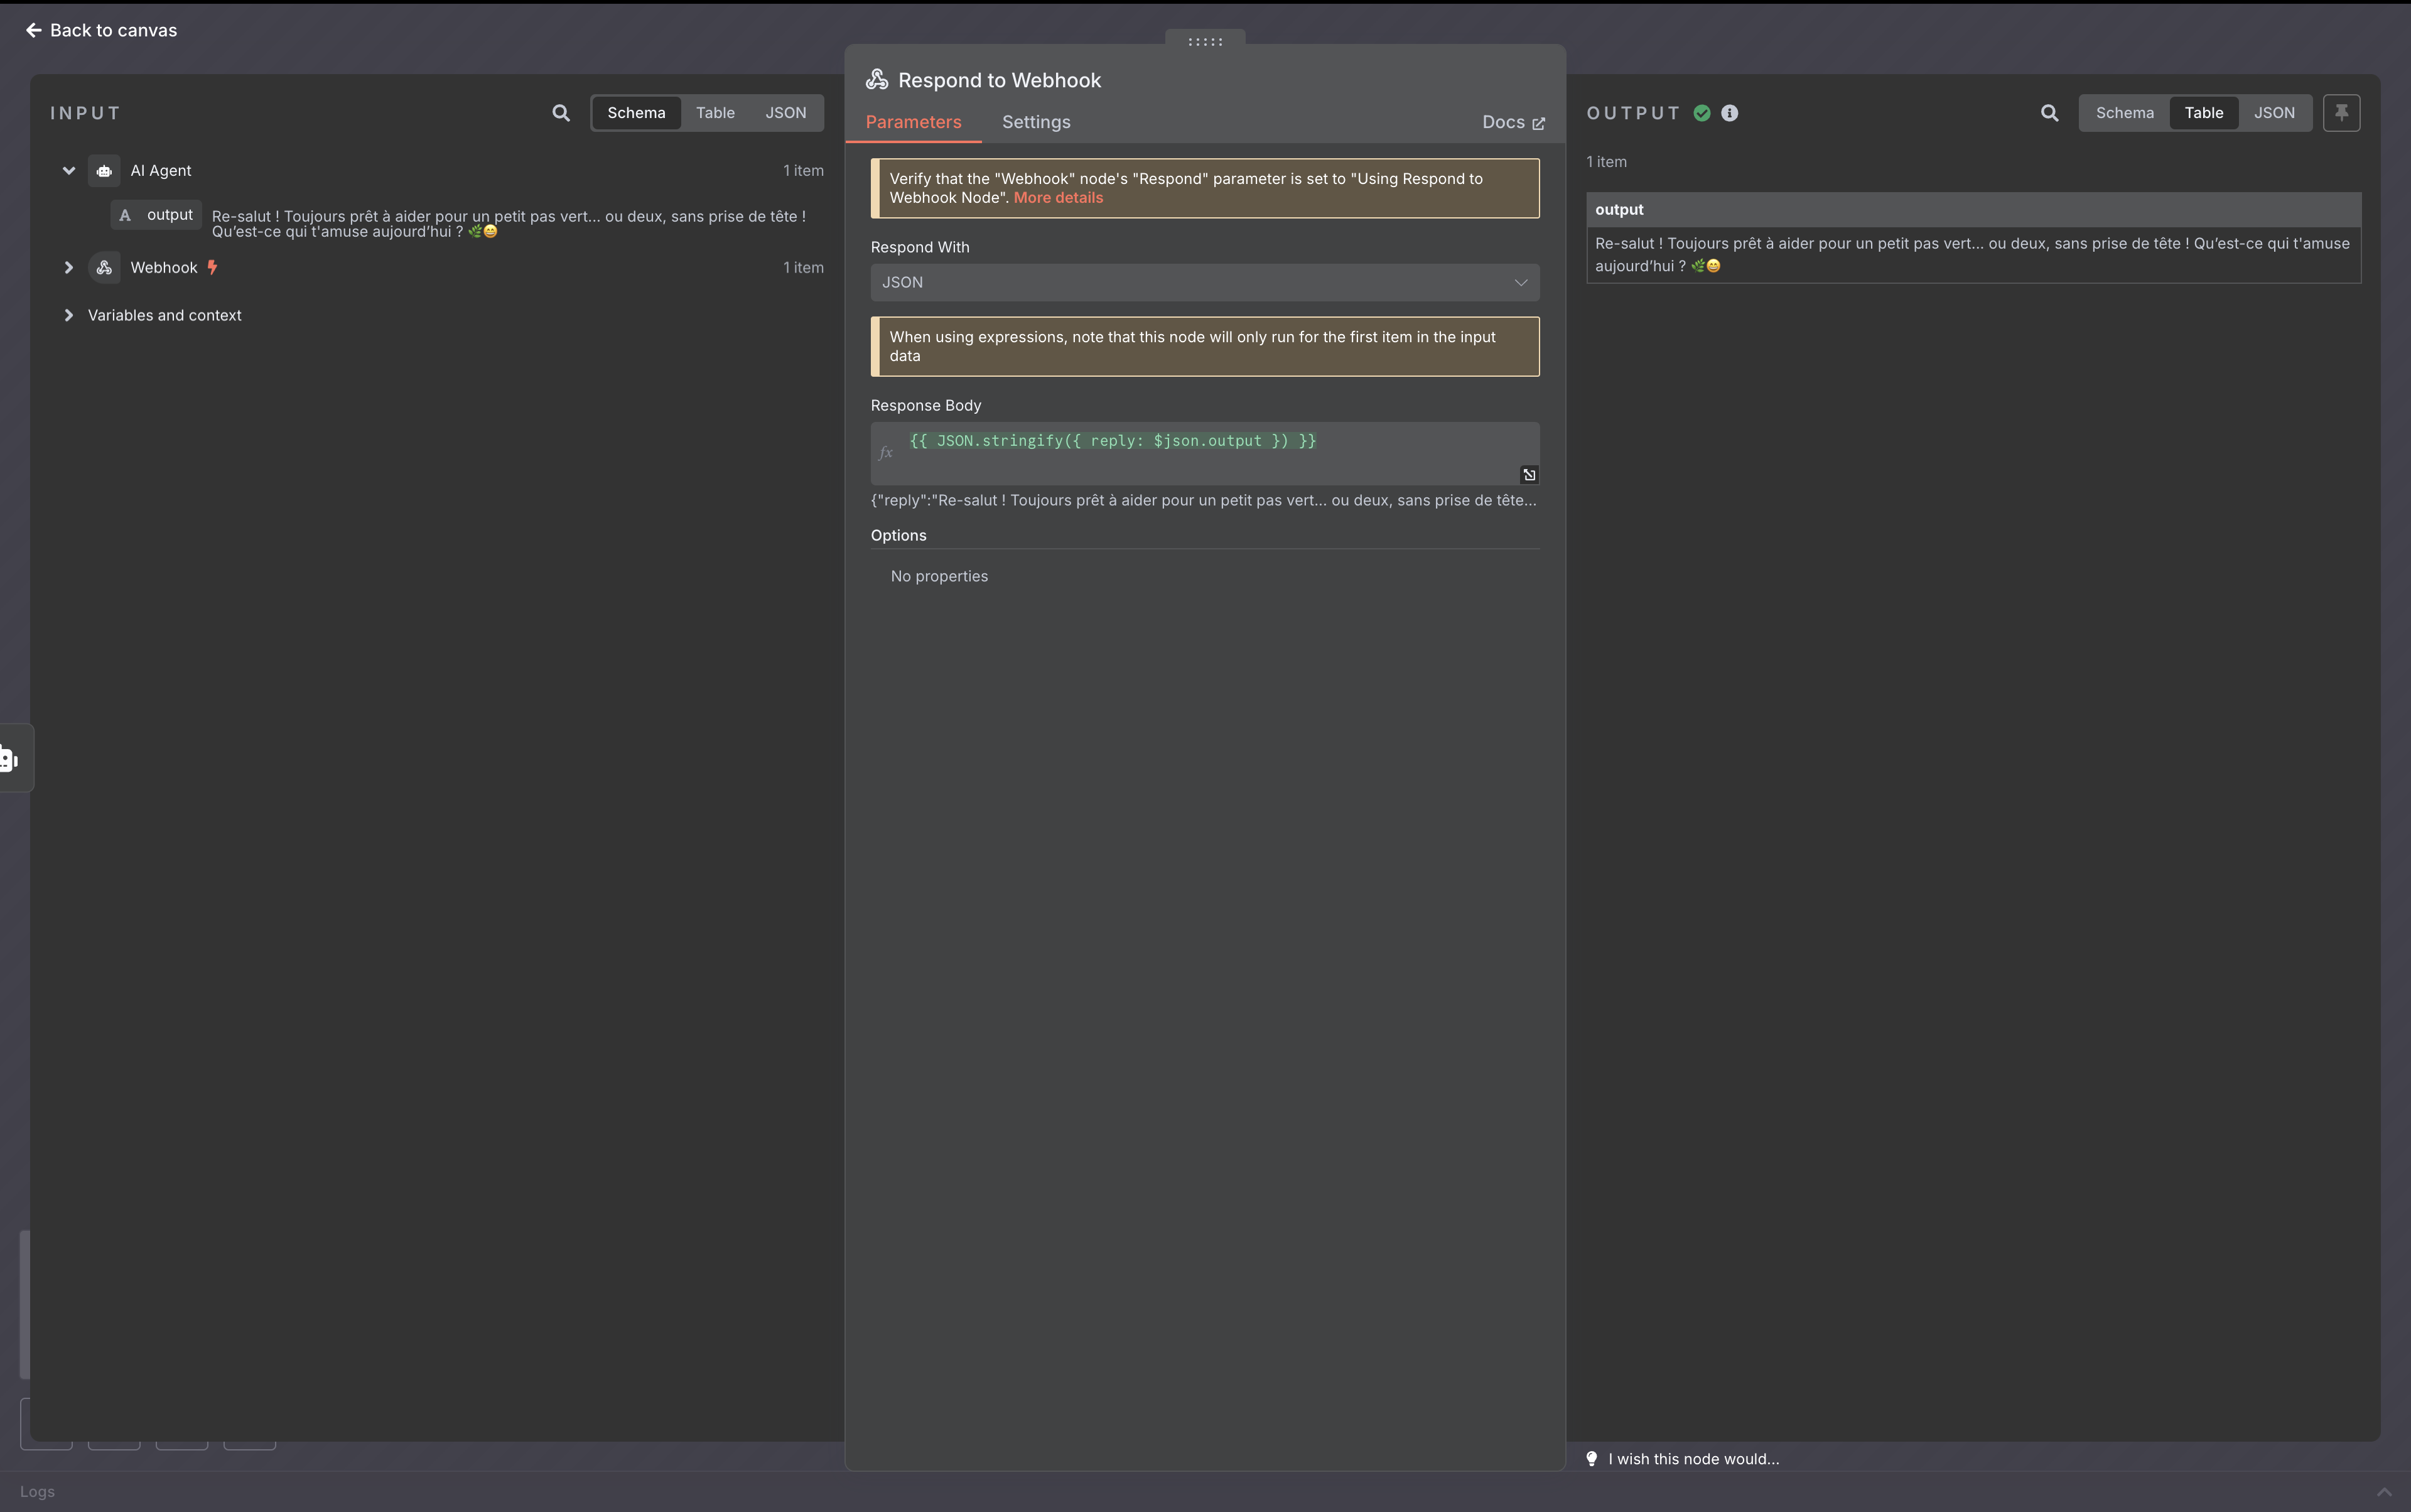 Back to canvas
INPUT
Schema
Table
JSON
AI Agent
1 item
output
Re-salut ! Toujours prêt à aider pour un petit pas vert… ou deux, sans prise de tête !
Qu’est-ce qui t'amuse aujourd’hui ? 🌿😄
Webhook
1 item
Variables and context
Respond to Webhook
Parameters
Settings
Docs
Verify that the "Webhook" node's "Respond" parameter is set to "Using Respond to
Webhook Node". More details
Respond With
JSON
When using expressions, note that this node will only run for the first item in the input
data
Response Body
fx
{{ JSON.stringify({ reply: $json.output }) }}
{"reply":"Re-salut ! Toujours prêt à aider pour un petit pas vert… ou deux, sans prise de tête...
Options
No properties
OUTPUT
Schema
Table
JSON
1 item
output
Re-salut ! Toujours prêt à aider pour un petit pas vert… ou deux, sans prise de tête ! Qu’est-ce qui t'amuse
aujourd’hui ? 🌿😄
I wish this node would...
Logs